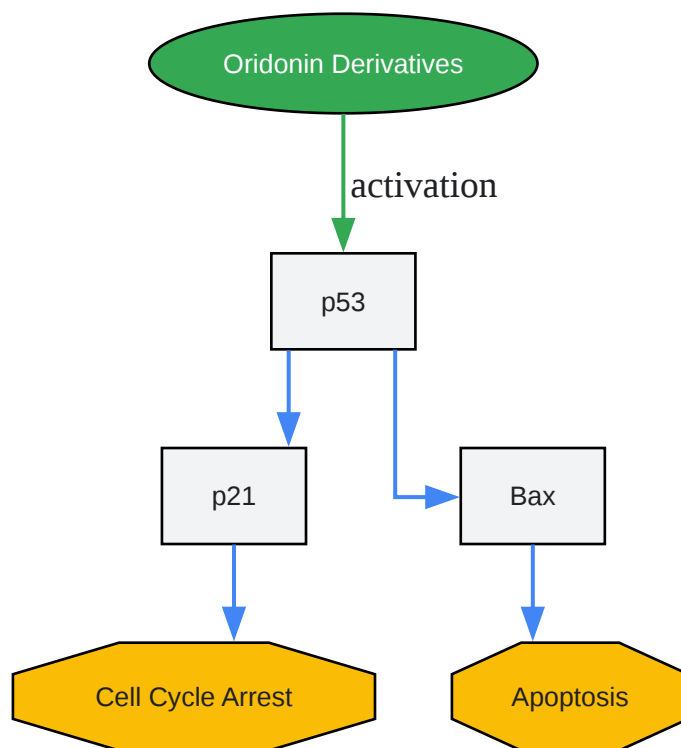 Oridonin Derivatives
activation
p53
p21
Bax
Cell Cycle Arrest
Apoptosis